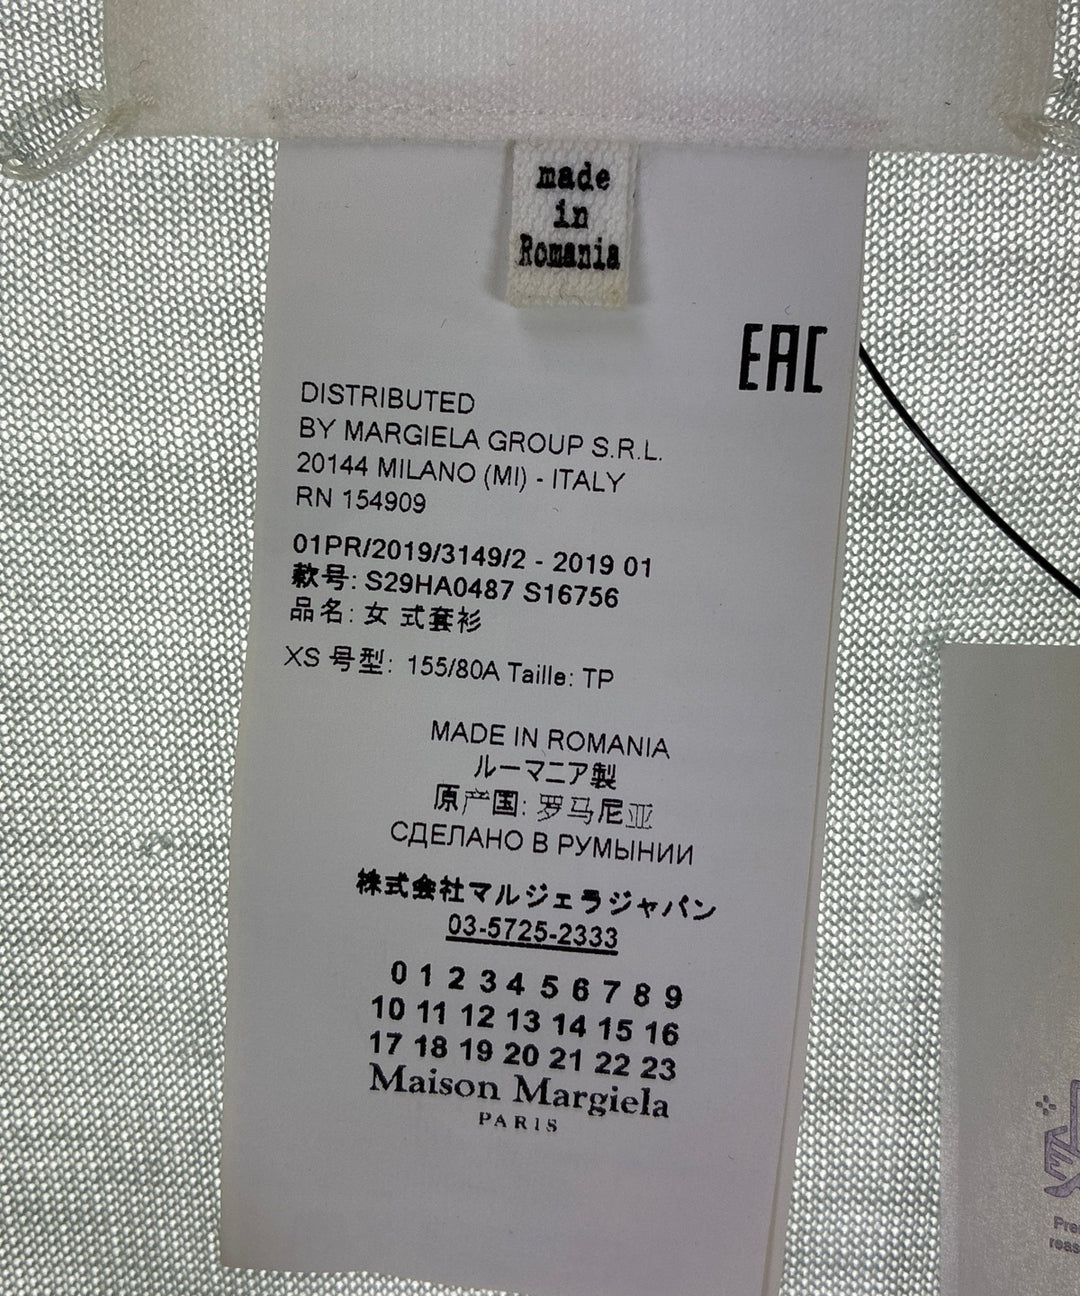 made
in
Romania
EAC
DISTRIBUTED
BY MARGIELA GROUP S.R.L.
20144 MILANO (MI) - ITALY
RN 154909
01PR/2019/3149/2 - 2019 01
款号: S29HA0487 S16756
品名: 女 式套衫
XS 号型: 155/80A Taille: TP
MADE IN ROMANIA
ルーマニア製
原产国: 罗马尼亚
СДЕЛАНО В РУМЫНИИ
株式会社マルジェラジャパン
03-5725-2333
0 1 2 3 4 5 6 7 8 9
10 11 12 13 14 15 16
17 18 19 20 21 22 23
Maison Margiela
PARIS